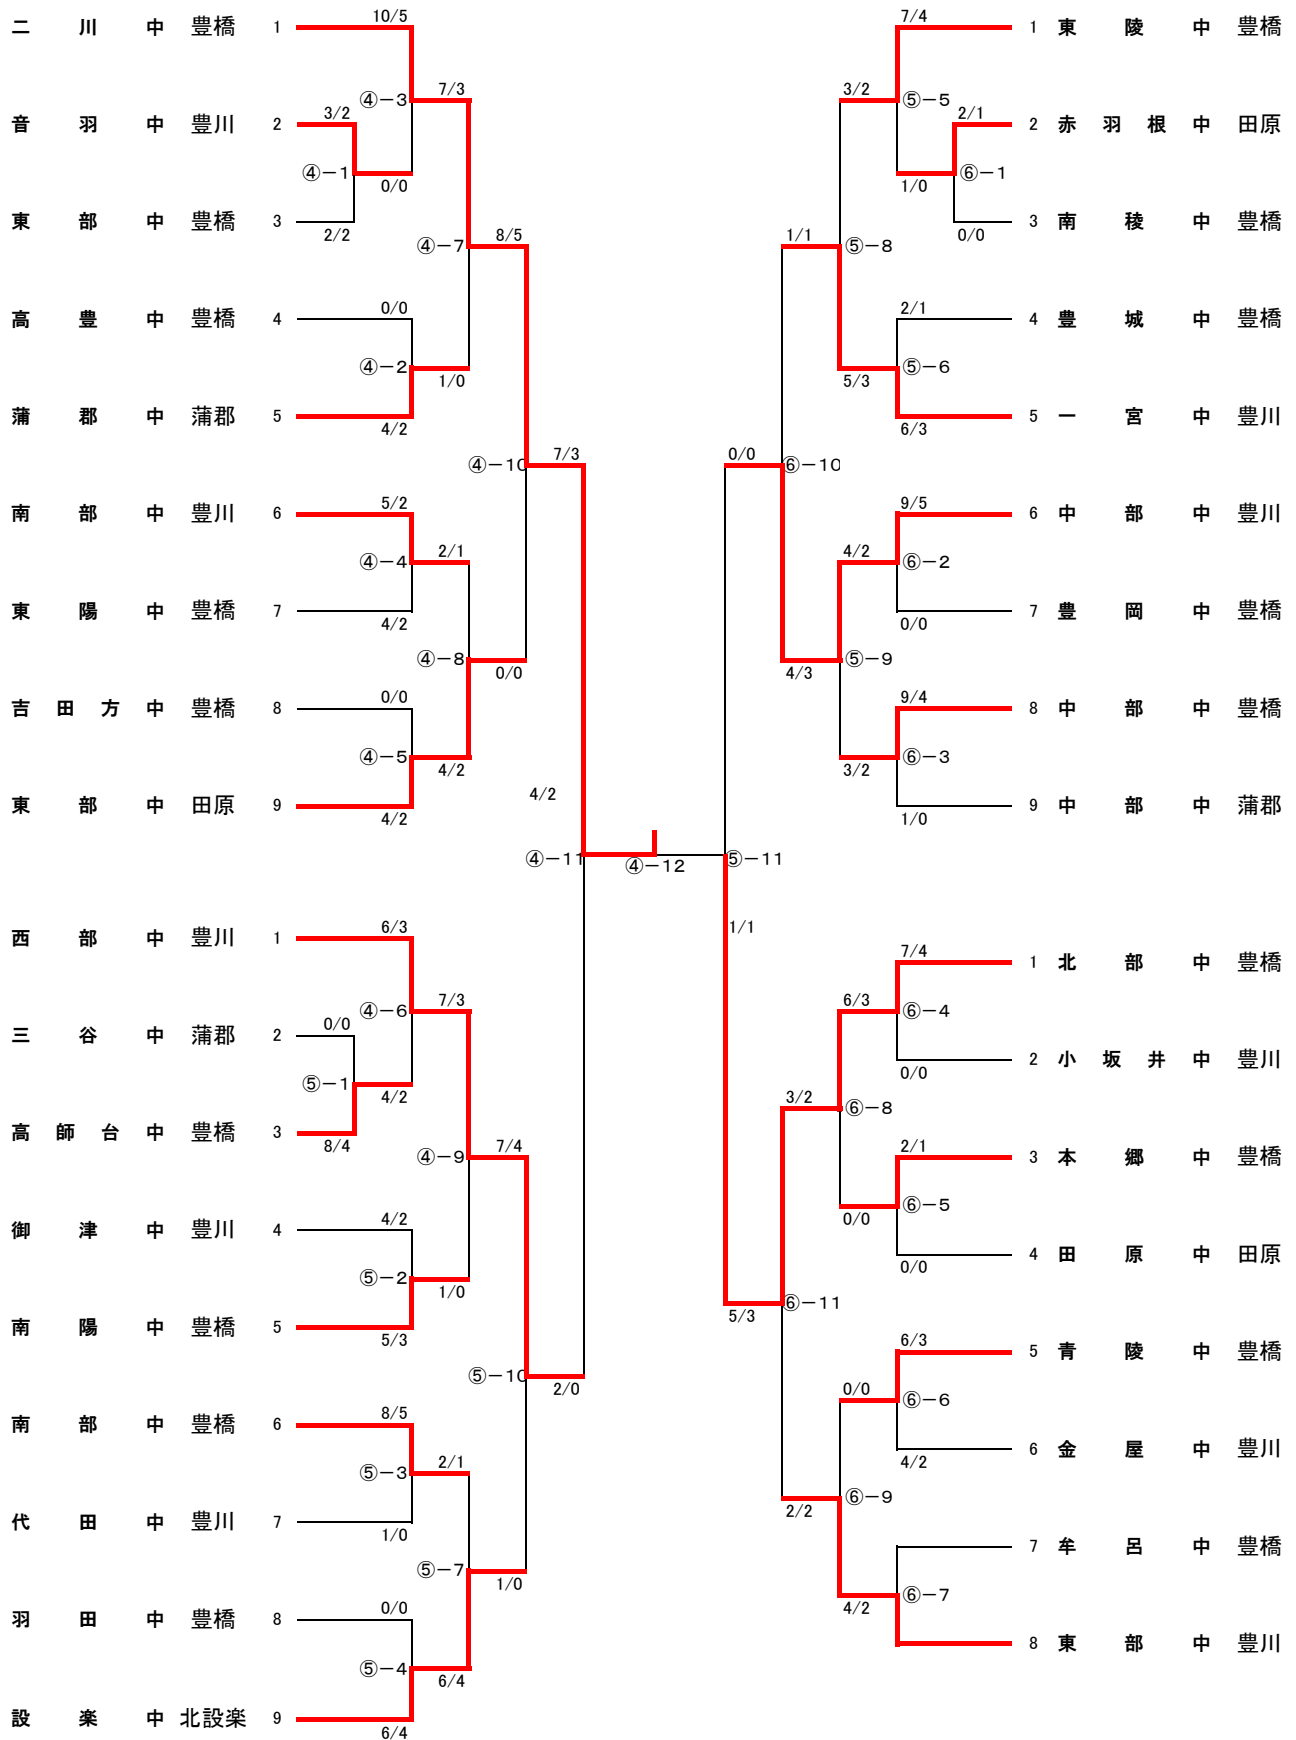 二川中 豊橋 1 10/5
④－3 7/3
音羽中 豊川 2 3/2
④－1 0/0
東部中 豊橋 3 2/2
④－7 8/5
高豊中 豊橋 4 0/0
④－2 1/0
蒲郡中 蒲郡 5 4/2
④－10 7/3
南部中 豊川 6 5/2
④－4 2/1
東陽中 豊橋 7 4/2
④－8 0/0
吉田方中 豊橋 8 0/0
④－5 4/2
東部中 田原 9 4/2
4/2
④－11 ④－12 ⑤－11
1/1
西部中 豊川 1 6/3
④－6 7/3
三谷中 蒲郡 2 0/0
⑤－1 4/2
高師台中 豊橋 3 8/4
④－9 7/4
御津中 豊川 4 4/2
⑤－2 1/0
南陽中 豊橋 5 5/3
⑤－10 2/0
南部中 豊橋 6 8/5
⑤－3 2/1
代田中 豊川 7 1/0
⑤－7 1/0
羽田中 豊橋 8 0/0
⑤－4 6/4
設楽中 北設楽 9 6/4
7/4 1 東陵中 豊橋
3/2 ⑤－5
2/1 2 赤羽根中 田原
1/0 ⑥－1
0/0 3 南稜中 豊橋
1/1 ⑤－8
2/1 4 豊城中 豊橋
5/3 ⑤－6
6/3 5 一宮中 豊川
0/0 ⑥－10
9/5 6 中部中 豊川
4/2 ⑥－2
0/0 7 豊岡中 豊橋
4/3 ⑤－9
9/4 8 中部中 豊橋
3/2 ⑥－3
1/0 9 中部中 蒲郡
7/4 1 北部中 豊橋
6/3 ⑥－4
0/0 2 小坂井中 豊川
3/2 ⑥－8
2/1 3 本郷中 豊橋
0/0 ⑥－5
0/0 4 田原中 田原
5/3 ⑥－11
6/3 5 青陵中 豊橋
0/0 ⑥－6
4/2 6 金屋中 豊川
2/2 ⑥－9
7 牟呂中 豊橋
4/2 ⑥－7
8 東部中 豊川